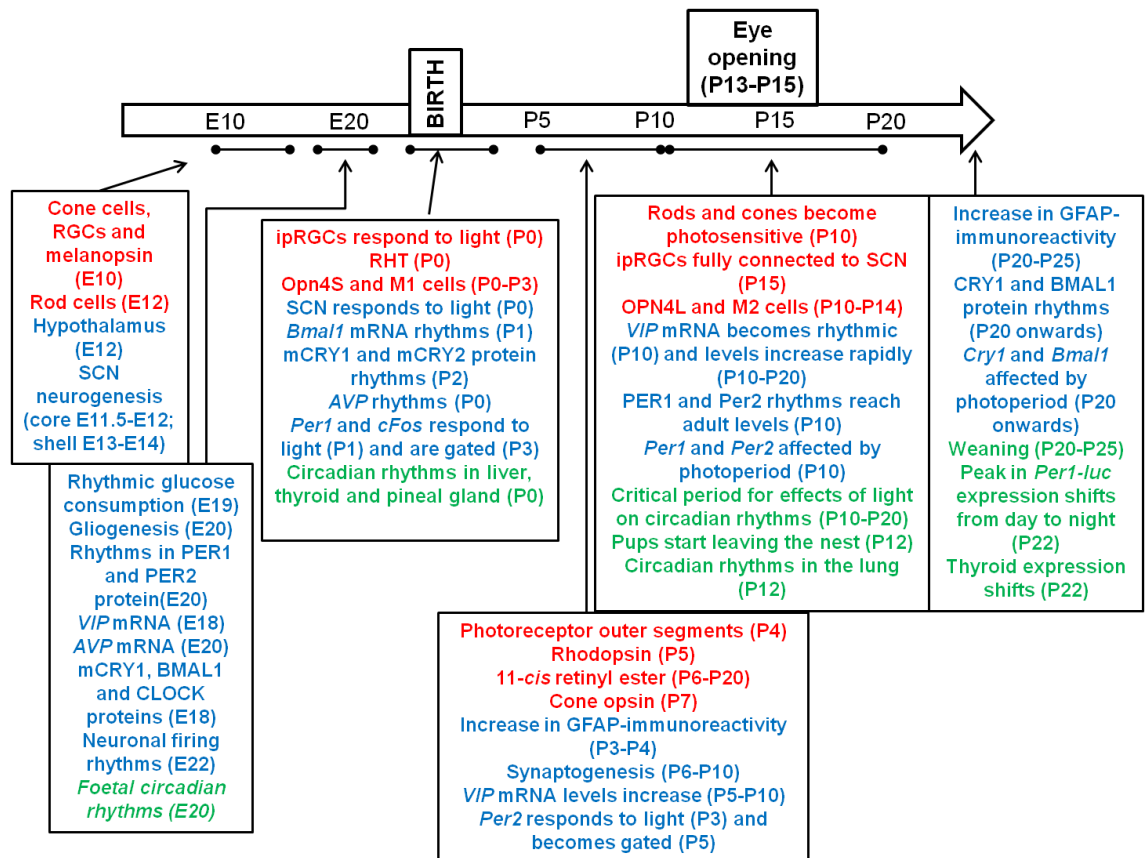 Eye
opening
(P13-P15)
BIRTH
E10
E20
P5
P10
P15
P20
Cone cells,
RGCs and
melanopsin
(E10)
Rod cells (E12)
Hypothalamus
(E12)
SCN
neurogenesis
(core E11.5-E12;
shell E13-E14)
Rhythmic glucose
consumption (E19)
Gliogenesis (E20)
Rhythms in PER1
and PER2
protein(E20)
VIP mRNA (E18)
AVP mRNA (E20)
mCRY1, BMAL1
and CLOCK
proteins (E18)
Neuronal firing
rhythms (E22)
Foetal circadian
rhythms (E20)
ipRGCs respond to light (P0)
RHT (P0)
Opn4S and M1 cells (P0-P3)
SCN responds to light (P0)
Bmal1 mRNA rhythms (P1)
mCRY1 and mCRY2 protein
rhythms (P2)
AVP rhythms (P0)
Per1 and cFos respond to
light (P1) and are gated (P3)
Circadian rhythms in liver,
thyroid and pineal gland (P0)
Photoreceptor outer segments (P4)
Rhodopsin (P5)
11-cis retinyl ester (P6-P20)
Cone opsin (P7)
Increase in GFAP-immunoreactivity
(P3-P4)
Synaptogenesis (P6-P10)
VIP mRNA levels increase (P5-P10)
Per2 responds to light (P3) and
becomes gated (P5)
Rods and cones become
photosensitive (P10)
ipRGCs fully connected to SCN
(P15)
OPN4L and M2 cells (P10-P14)
VIP mRNA becomes rhythmic
(P10) and levels increase rapidly
(P10-P20)
PER1 and Per2 rhythms reach
adult levels (P10)
Per1 and Per2 affected by
photoperiod (P10)
Critical period for effects of light
on circadian rhythms (P10-P20)
Pups start leaving the nest (P12)
Circadian rhythms in the lung
(P12)
Increase in GFAP-
immunoreactivity
(P20-P25)
CRY1 and BMAL1
protein rhythms
(P20 onwards)
Cry1 and Bmal1
affected by
photoperiod (P20
onwards)
Weaning (P20-P25)
Peak in Per1-luc
expression shifts
from day to night
(P22)
Thyroid expression
shifts (P22)